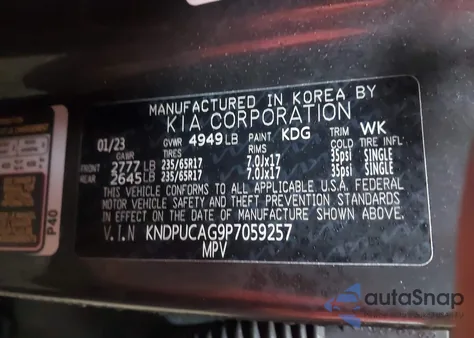 MANUFACTURED IN KOREA BY
KIA CORPORATION
01/23 GVWR 4949 LB PAINT KDG TRIM WK
GAWR TIRES RIMS COLD TIRE INFL:
FRONT 2777 LB 235/65R17 7.0Jx17 35psi SINGLE
REAR 2645 LB 235/65R17 7.0Jx17 35psi SINGLE
THIS VEHICLE CONFORMS TO ALL APPLICABLE U.S.A. FEDERAL
MOTOR VEHICLE SAFETY AND THEFT PREVENTION STANDARDS
IN EFFECT ON THE DATE OF MANUFACTURE SHOWN ABOVE.
V.I.N KNDPUCAG9P7059257
MPV
P40
autaSnap